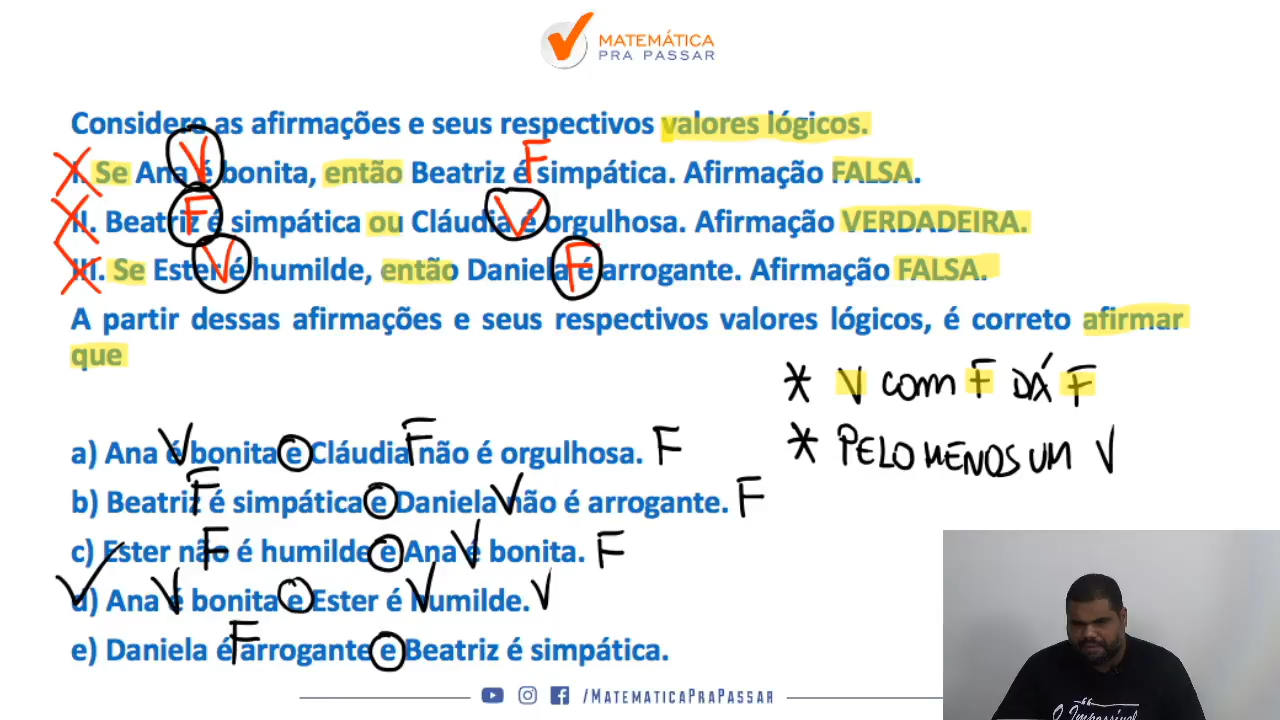 MATEMÁTICA
PRA PASSAR
Considere as afirmações e seus respectivos valores lógicos.
V F
I. Se Ana é bonita, então Beatriz é simpática. Afirmação FALSA.
F V
II. Beatriz é simpática ou Cláudia é orgulhosa. Afirmação VERDADEIRA.
V F
III. Se Ester é humilde, então Daniela é arrogante. Afirmação FALSA.
A partir dessas afirmações e seus respectivos valores lógicos, é correto afirmar
que
* V com F DÁ F
* PELO MENOS UM V
V F
a) Ana é bonita e Cláudia não é orgulhosa. F
F V
b) Beatriz é simpática e Daniela não é arrogante. F
F V
c) Ester não é humilde e Ana é bonita. F
V V
d) Ana é bonita e Ester é humilde. V
F
e) Daniela é arrogante e Beatriz é simpática.
/MATEMATICAPRAPASSAR
O Impossível